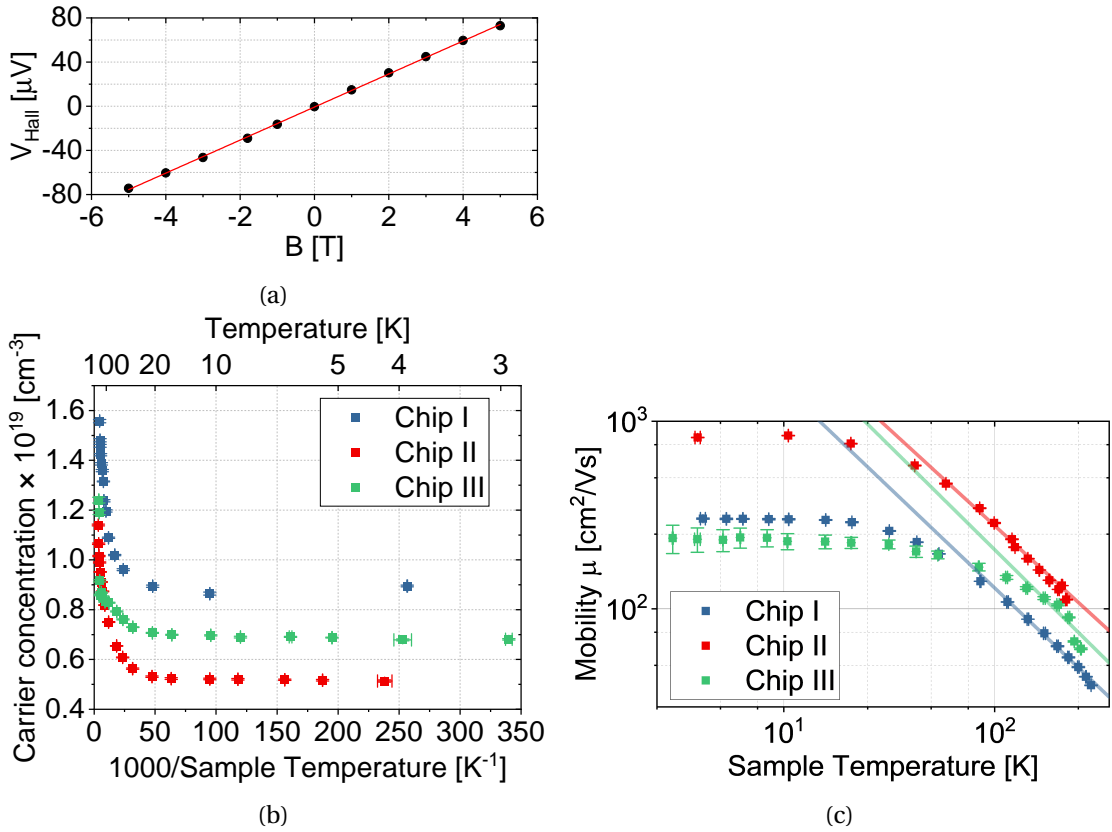 80
40
0
-40
-80
V_Hall [µV]
-6 -4 -2 0 2 4 6
B [T]
(a)
Temperature [K]
100 20 10 5 4 3
1.6
1.4
1.2
1.0
0.8
0.6
0.4
Carrier concentration × 10^19 [cm^-3]
Chip I
Chip II
Chip III
0 50 100 150 200 250 300 350
1000/Sample Temperature [K^-1]
(b)
10^3
10^2
Mobility µ [cm^2/Vs]
Chip I
Chip II
Chip III
10^1 10^2
Sample Temperature [K]
(c)